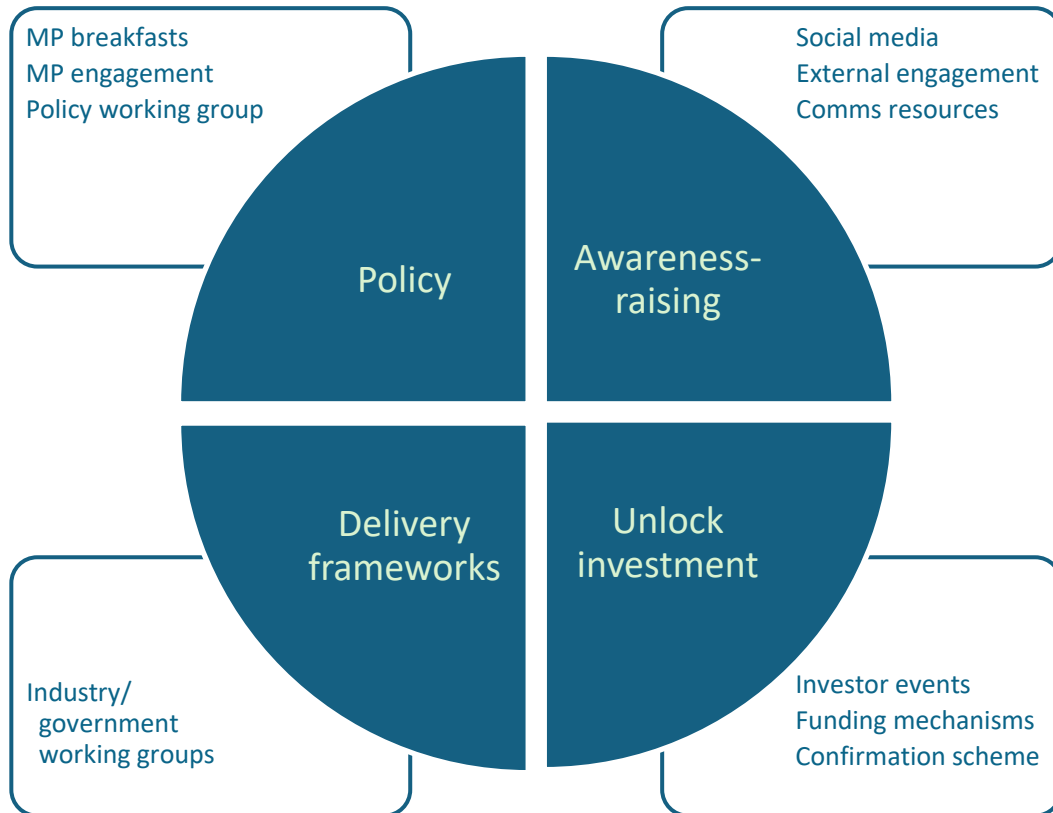 MP breakfasts
MP engagement
Policy working group
Social media
External engagement
Comms resources
Policy
Awareness-
raising
Delivery
frameworks
Unlock
investment
Industry/
government
working groups
Investor events
Funding mechanisms
Confirmation scheme